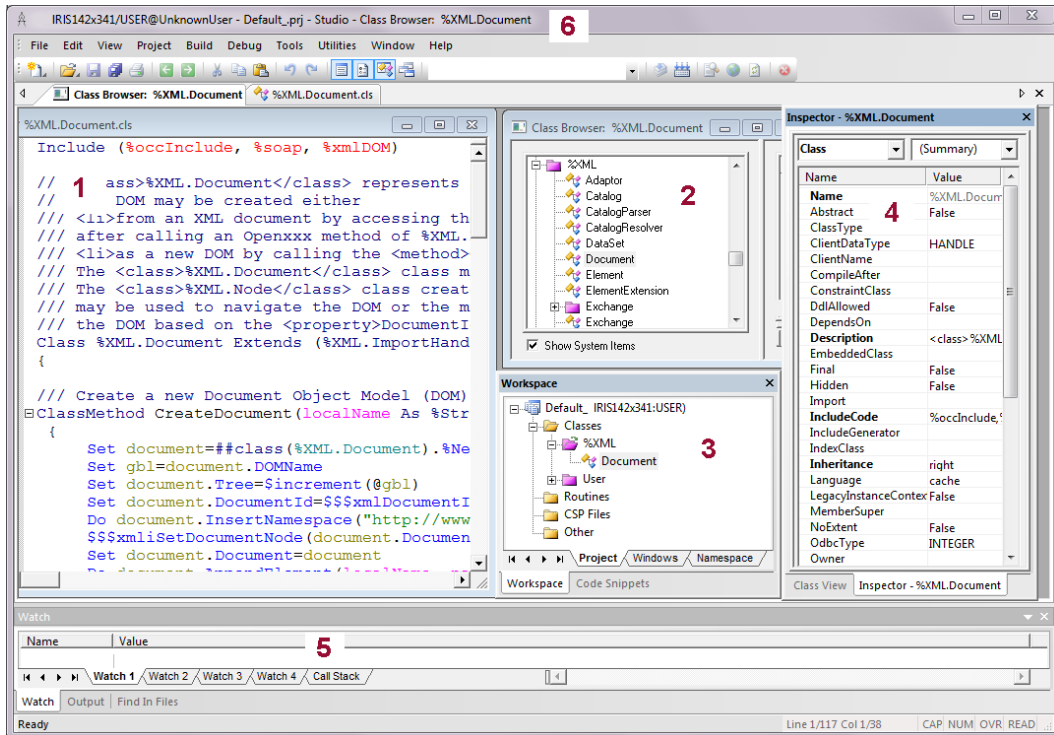 IRIS142x341/USER@UnknownUser - Default_.prj - Studio - Class Browser: %XML.Document
6
File Edit View Project Build Debug Tools Utilities Window Help
Class Browser: %XML.Document %XML.Document.cls
%XML.Document.cls
Include (%occInclude, %soap, %xmlDOM)
// 1 ass>%XML.Document</class> represents
// DOM may be created either
/// <li>from an XML document by accessing th
/// after calling an Openxxx method of %XML.
/// <li>as a new DOM by calling the <method>
/// The <class>%XML.Document</class> class m
/// The <class>%XML.Node</class> class creat
/// may be used to navigate the DOM or the m
/// the DOM based on the <property>DocumentI
Class %XML.Document Extends (%XML.ImportHand
{
/// Create a new Document Object Model (DOM)
ClassMethod CreateDocument(localName As %Str
{
Set document=##class(%XML.Document).%Ne
Set gbl=document.DOMName
Set document.Tree=$increment(@gbl)
Set document.DocumentId=$$$xmlDocumentI
Do document.InsertNamespace("http://www
$$$xmliSetDocumentNode(document.Documen
Set document.Document=document
Class Browser: %XML.Document
%XML
Adaptor
Catalog
2
CatalogParser
CatalogResolver
DataSet
Document
Element
ElementExtension
Exchange
Exchange
Show System Items
Workspace
Default_ IRIS142x341:USER)
Classes
%XML
3
Document
User
Routines
CSP Files
Other
Project Windows Namespace
Workspace Code Snippets
Inspector - %XML.Document
Class (Summary)
Name Value
Name %XML.Docum
4
Abstract False
ClassType
ClientDataType HANDLE
ClientName
CompileAfter
ConstraintClass
DdlAllowed False
DependsOn
Description <class>%XML
EmbeddedClass
Final False
Hidden False
Import
IncludeCode %occInclude,
IncludeGenerator
IndexClass
Inheritance right
Language cache
LegacyInstanceContex False
MemberSuper
NoExtent False
OdbcType INTEGER
Owner
Class View Inspector - %XML.Document
Watch
Name Value
5
Watch 1 Watch 2 Watch 3 Watch 4 Call Stack
Watch Output Find In Files
Ready Line 1/117 Col 1/38 CAP NUM OVR READ